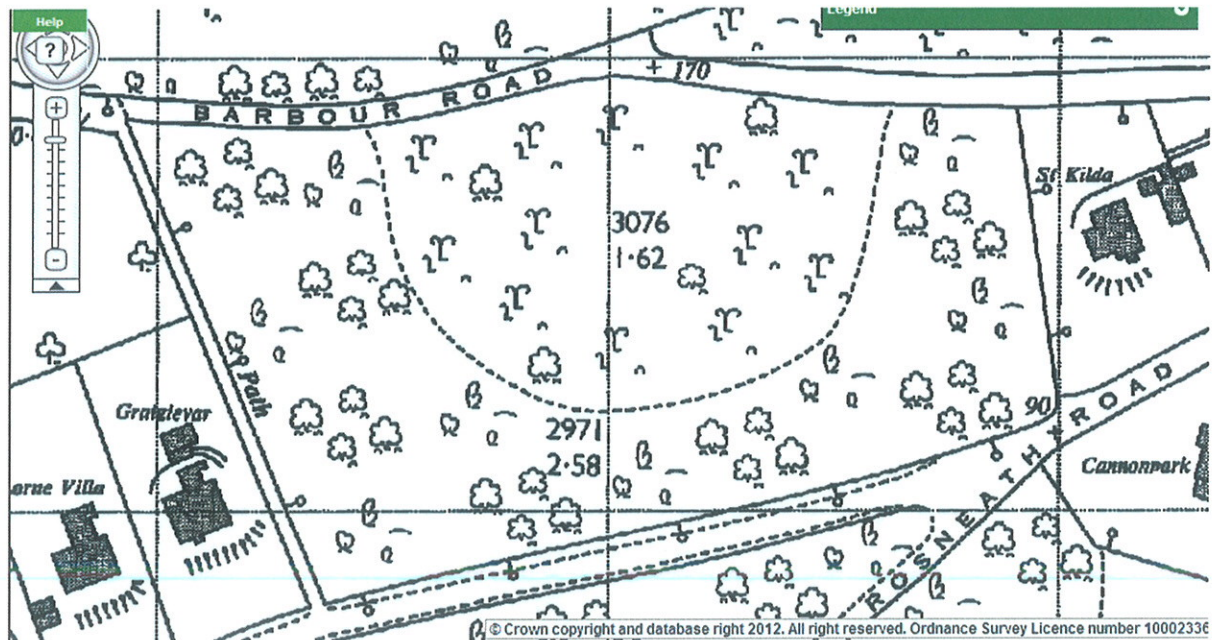 Help
Legend
?
170
BARBOUR ROAD
St Kilda
3076
1·62
Path
90
2971
2·58
ROSNEATH ROAD
Cannonpark
orne Villa
© Crown copyright and database right 2012. All right reserved. Ordnance Survey Licence number 10002336